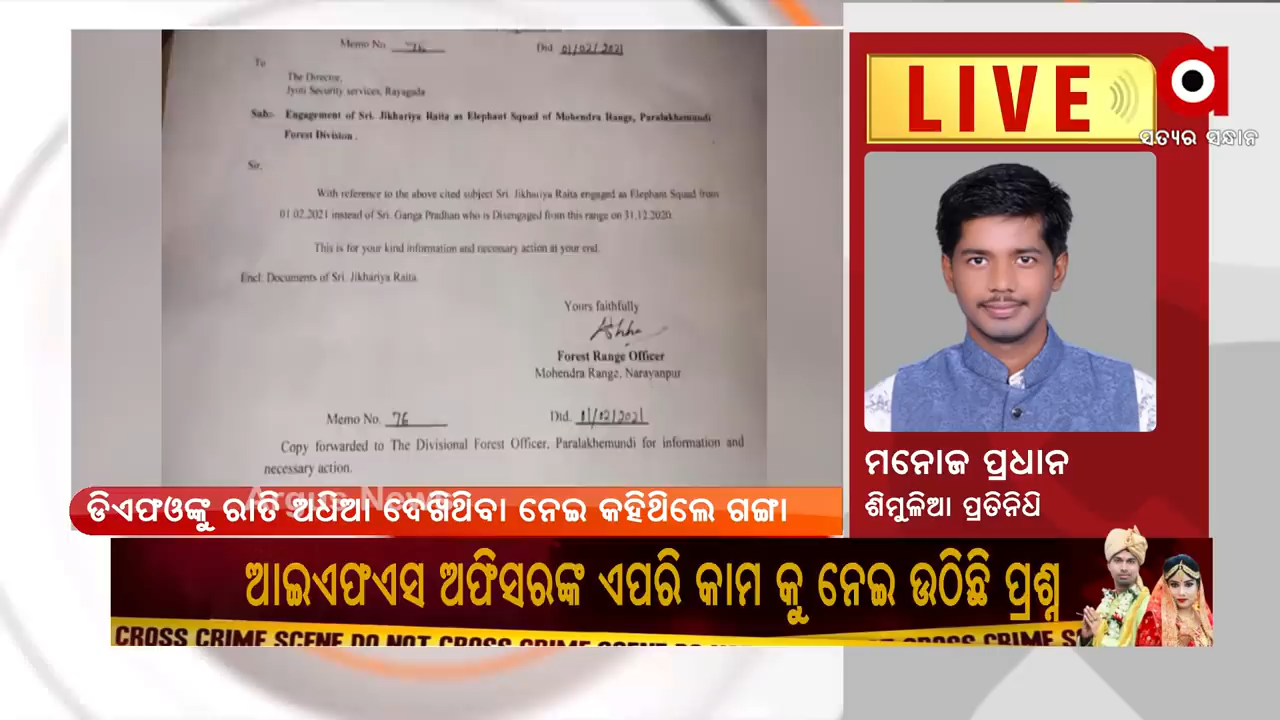 Memo No. 76
Dtd. 01/02/2021
To
The Director,
Jyoti Security services, Rayagada
Sub:- Engagement of Sri. Jikhariya Raita as Elephant Squad of Mohendra Range, Paralakhemundi
Forest Division .
Sir,
With reference to the above cited subject Sri. Jikhariya Raita engaged as Elephant Squad from
01.02.2021 instead of Sri. Ganga Pradhan who is Disengaged from this range on 31.12.2020.
This is for your kind information and necessary action at your end.
Encl: Documents of Sri. Jikhariya Raita.
Yours faithfully
Forest Range Officer
Mohendra Range, Narayanpur
Memo No. 76
Dtd. 01/02/2021
Copy forwarded to The Divisional Forest Officer, Paralakhemundi for information and
necessary action.
Argus News
ଡିଏଫଓଙ୍କୁ ରାତି ଅଧିଆ ଦେଖିଥିବା ନେଇ କହିଥିଲେ ଗଙ୍ଗା
ଆଇଏଫଏସ ଅଫିସରଙ୍କ ଏପରି କାମ କୁ ନେଇ ଉଠିଛି ପ୍ରଶ୍ନ
CROSS CRIME SCENE DO NOT CROSS CRIME SCENE
CROSS CRIME
LIVE
ସତ୍ୟର ସନ୍ଧାନ
ମନୋଜ ପ୍ରଧାନ
ଶିମୁଳିଆ ପ୍ରତିନିଧି